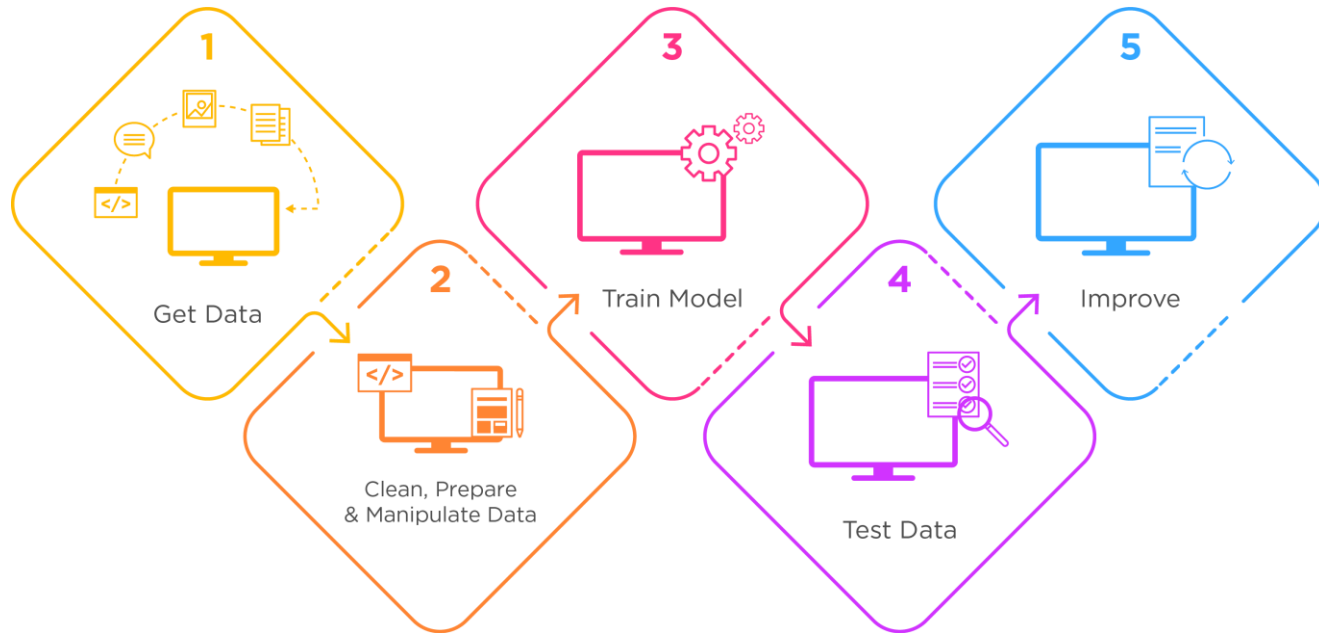 1
</>
Get Data
2
</>
Clean, Prepare
& Manipulate Data
3
Train Model
4
Test Data
5
Improve